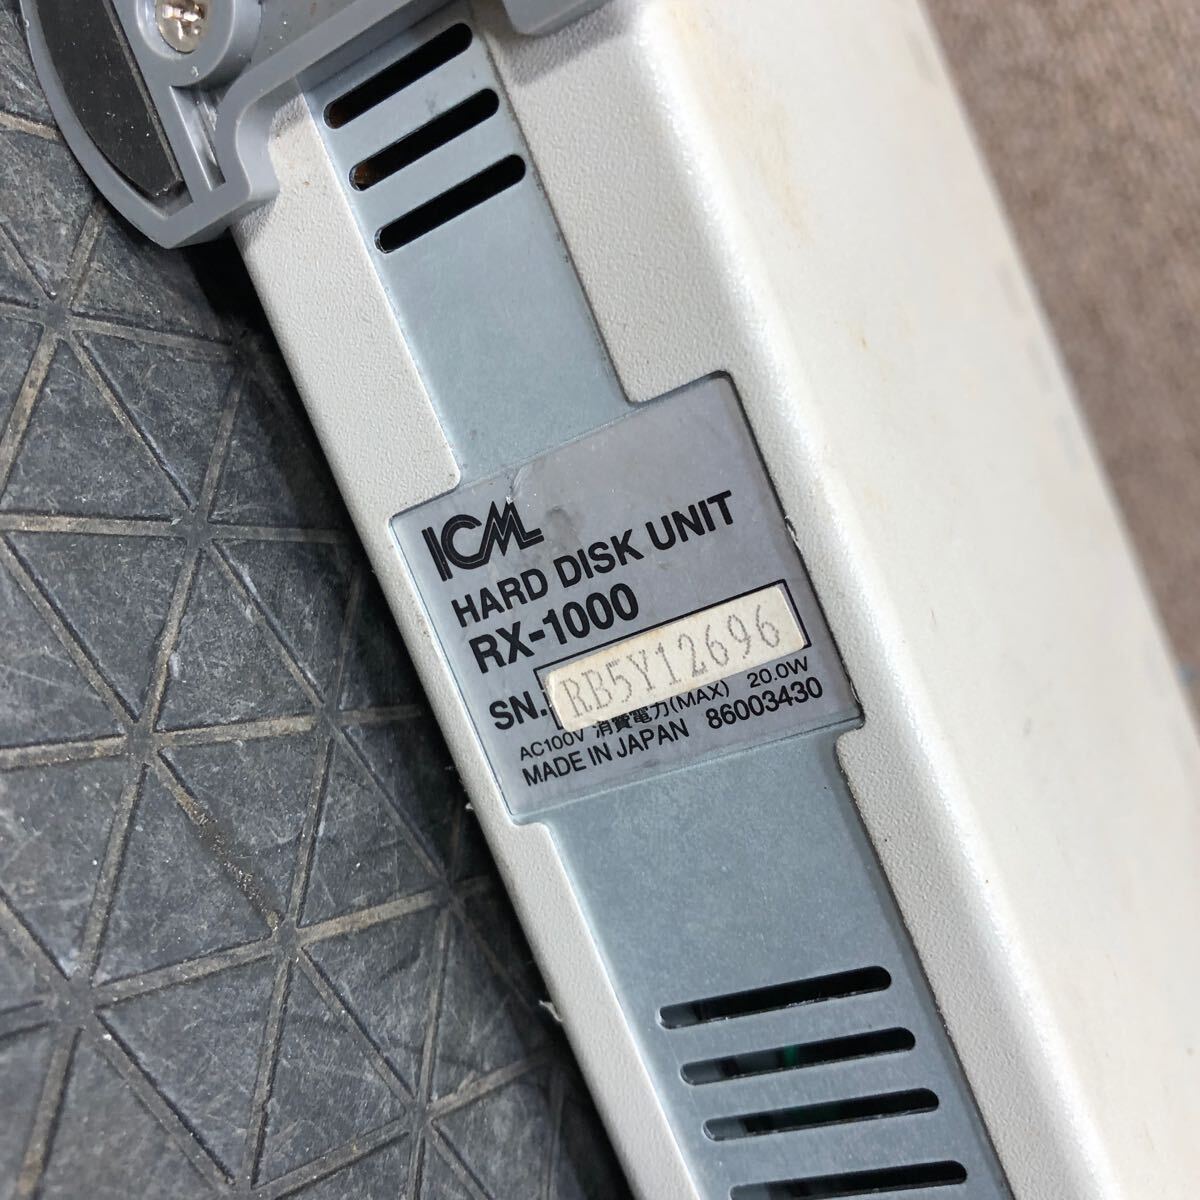 ICM
HARD DISK UNIT
RX-1000
SN. RB5Y12696
AC100V 消費電力(MAX) 20.0W
MADE IN JAPAN 86003430